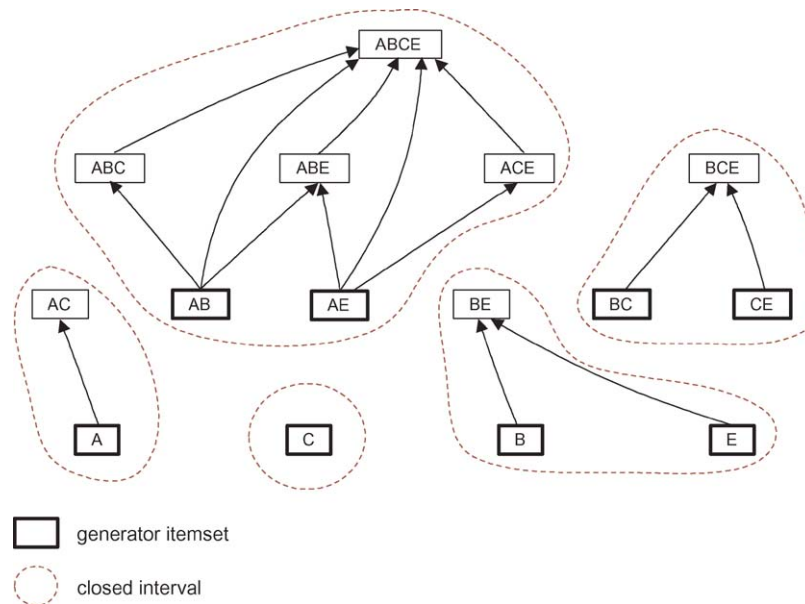 ABCE
ABC ABE ACE BCE
AC AB AE BE BC CE
A C B E
generator itemset
closed interval